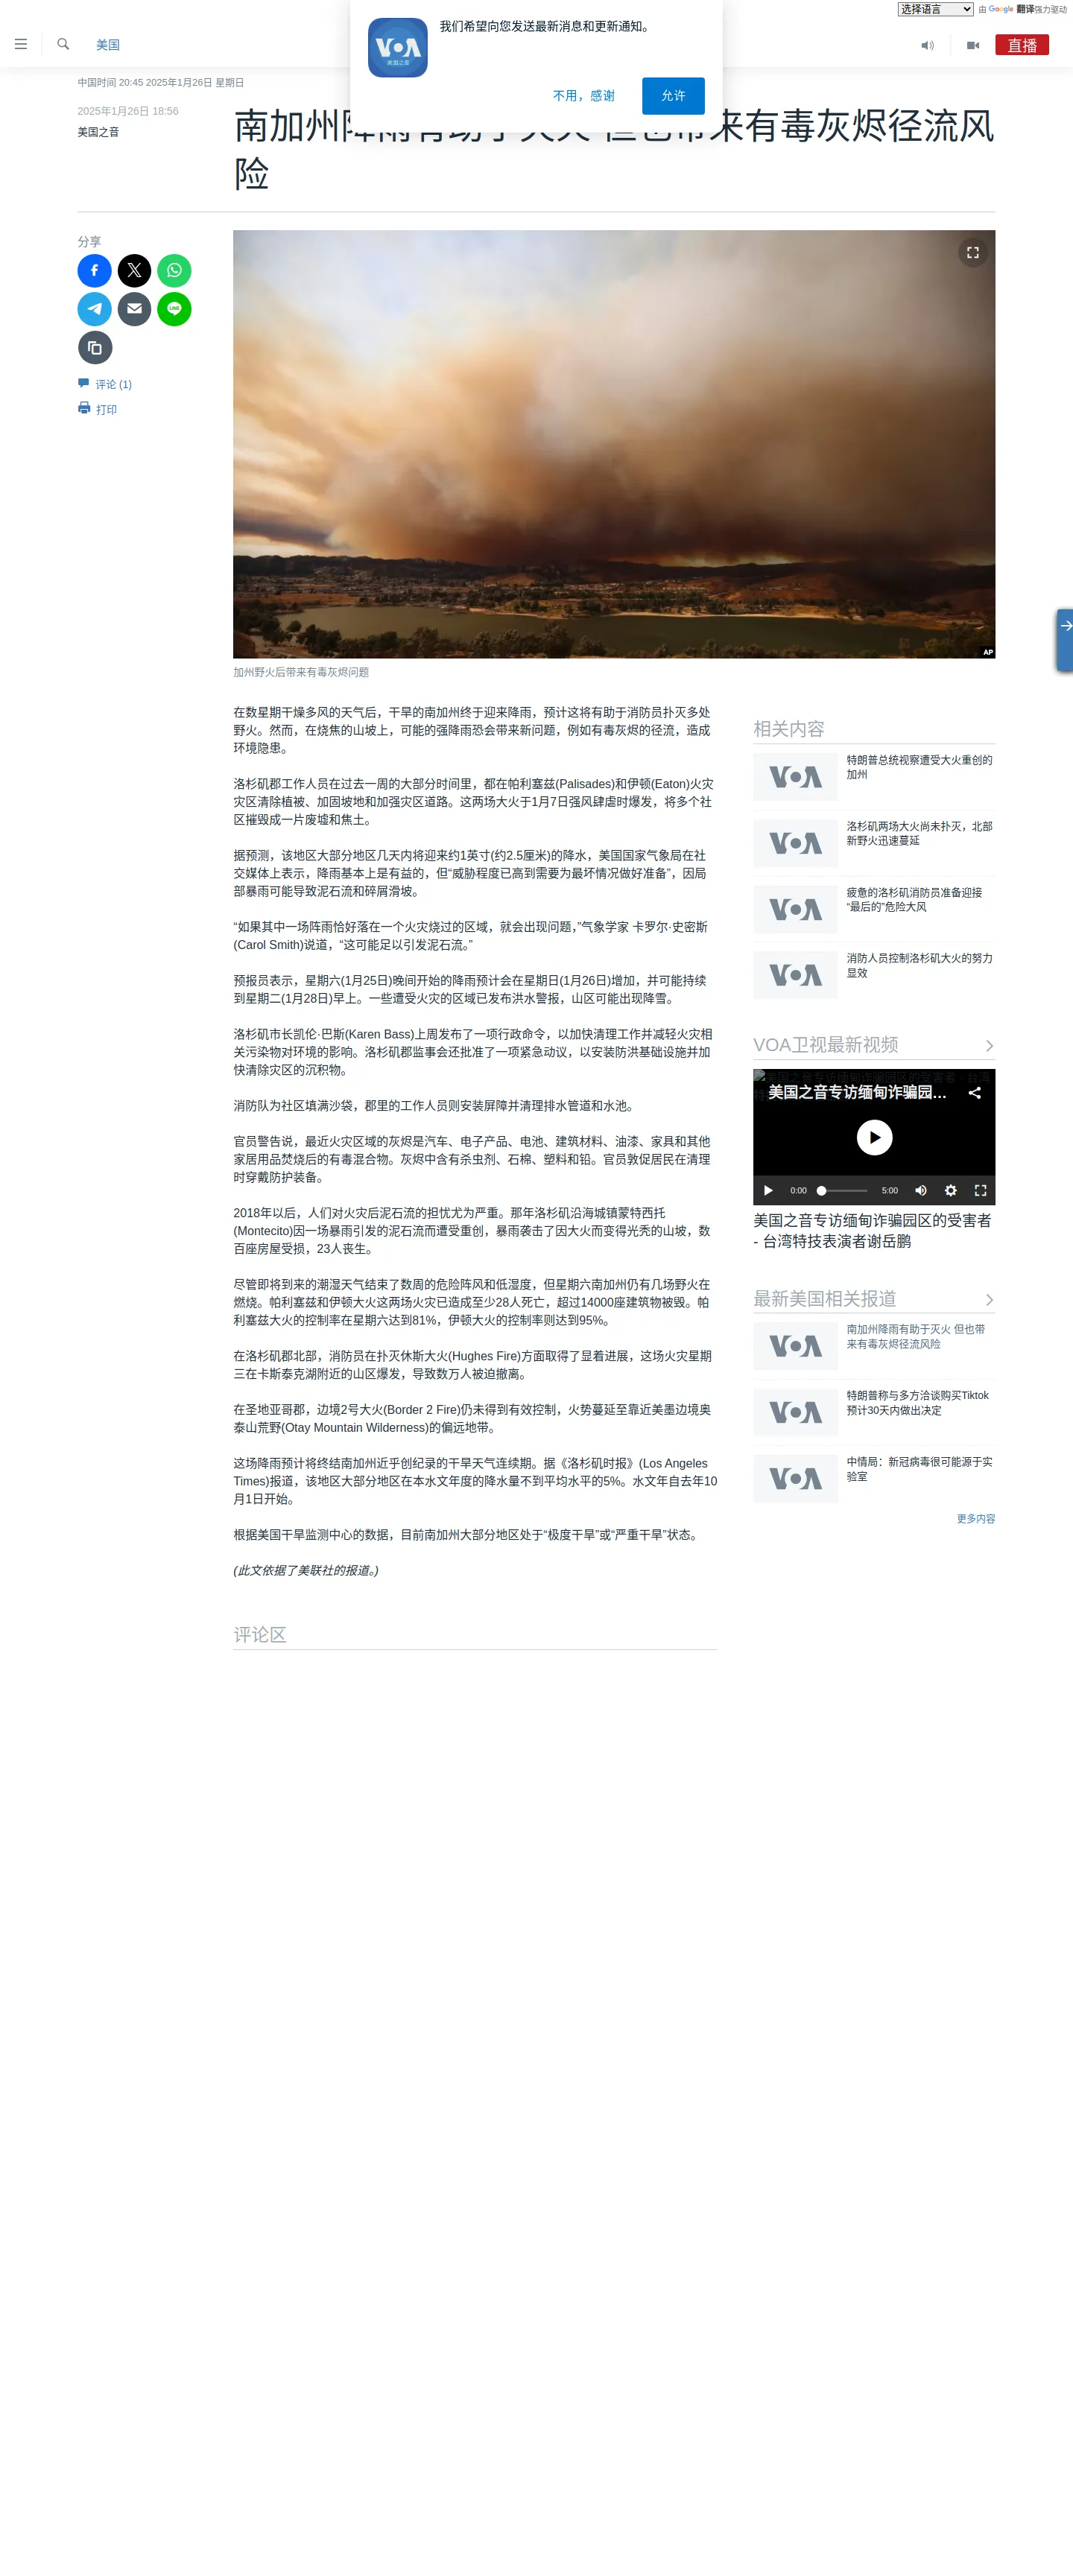 选择语言
由 Google 翻译强力驱动
我们希望向您发送最新消息和更新通知。
VOA
美国之音
不用，感谢
允许
美国
直播
中国时间 20:45 2025年1月26日 星期日
2025年1月26日 18:56
美国之音
南加州降雨有助于灭火 但也带来有毒灰烬径流风
险
分享
LINE
评论 (1)
打印
AP
加州野火后带来有毒灰烬问题
在数星期干燥多风的天气后，干旱的南加州终于迎来降雨，预计这将有助于消防员扑灭多处
野火。然而，在烧焦的山坡上，可能的强降雨恐会带来新问题，例如有毒灰烬的径流，造成
环境隐患。
洛杉矶郡工作人员在过去一周的大部分时间里，都在帕利塞兹(Palisades)和伊顿(Eaton)火灾
灾区清除植被、加固坡地和加强灾区道路。这两场大火于1月7日强风肆虐时爆发，将多个社
区摧毁成一片废墟和焦土。
据预测，该地区大部分地区几天内将迎来约1英寸(约2.5厘米)的降水，美国国家气象局在社
交媒体上表示，降雨基本上是有益的，但“威胁程度已高到需要为最坏情况做好准备”，因局
部暴雨可能导致泥石流和碎屑滑坡。
“如果其中一场阵雨恰好落在一个火灾烧过的区域，就会出现问题，”气象学家 卡罗尔·史密斯
(Carol Smith)说道，“这可能足以引发泥石流。”
预报员表示，星期六(1月25日)晚间开始的降雨预计会在星期日(1月26日)增加，并可能持续
到星期二(1月28日)早上。一些遭受火灾的区域已发布洪水警报，山区可能出现降雪。
洛杉矶市长凯伦·巴斯(Karen Bass)上周发布了一项行政命令，以加快清理工作并减轻火灾相
关污染物对环境的影响。洛杉矶郡监事会还批准了一项紧急动议，以安装防洪基础设施并加
快清除灾区的沉积物。
消防队为社区填满沙袋，郡里的工作人员则安装屏障并清理排水管道和水池。
官员警告说，最近火灾区域的灰烬是汽车、电子产品、电池、建筑材料、油漆、家具和其他
家居用品焚烧后的有毒混合物。灰烬中含有杀虫剂、石棉、塑料和铅。官员敦促居民在清理
时穿戴防护装备。
2018年以后，人们对火灾后泥石流的担忧尤为严重。那年洛杉矶沿海城镇蒙特西托
(Montecito)因一场暴雨引发的泥石流而遭受重创，暴雨袭击了因大火而变得光秃的山坡，数
百座房屋受损，23人丧生。
尽管即将到来的潮湿天气结束了数周的危险阵风和低湿度，但星期六南加州仍有几场野火在
燃烧。帕利塞兹和伊顿大火这两场火灾已造成至少28人死亡，超过14000座建筑物被毁。帕
利塞兹大火的控制率在星期六达到81%，伊顿大火的控制率则达到95%。
在洛杉矶郡北部，消防员在扑灭休斯大火(Hughes Fire)方面取得了显着进展，这场火灾星期
三在卡斯泰克湖附近的山区爆发，导致数万人被迫撤离。
在圣地亚哥郡，边境2号大火(Border 2 Fire)仍未得到有效控制，火势蔓延至靠近美墨边境奥
泰山荒野(Otay Mountain Wilderness)的偏远地带。
这场降雨预计将终结南加州近乎创纪录的干旱天气连续期。据《洛杉矶时报》(Los Angeles
Times)报道，该地区大部分地区在本水文年度的降水量不到平均水平的5%。水文年自去年10
月1日开始。
根据美国干旱监测中心的数据，目前南加州大部分地区处于“极度干旱”或“严重干旱”状态。
(此文依据了美联社的报道。)
评论区
相关内容
VOA
特朗普总统视察遭受大火重创的
加州
VOA
洛杉矶两场大火尚未扑灭，北部
新野火迅速蔓延
VOA
疲惫的洛杉矶消防员准备迎接
“最后的”危险大风
VOA
消防人员控制洛杉矶大火的努力
显效
VOA卫视最新视频
美国之音专访缅甸诈骗园...
0:00
5:00
美国之音专访缅甸诈骗园区的受害者
- 台湾特技表演者谢岳鹏
最新美国相关报道
VOA
南加州降雨有助于灭火 但也带
来有毒灰烬径流风险
VOA
特朗普称与多方洽谈购买Tiktok
预计30天内做出决定
VOA
中情局：新冠病毒很可能源于实
验室
更多内容